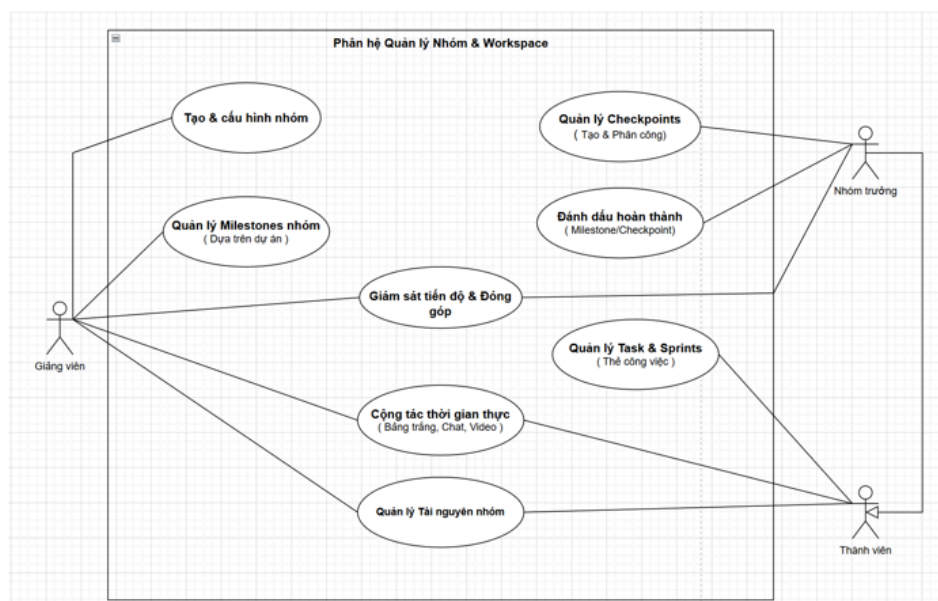 Phân hệ Quản lý Nhóm & Workspace
Tạo & cấu hình nhóm
Quản lý Checkpoints
( Tạo & Phân công)
Nhóm trưởng
Quản lý Milestones nhóm
( Dựa trên dự án )
Đánh dấu hoàn thành
( Milestone/Checkpoint)
Giám sát tiến độ & Đóng
góp
Giảng viên
Quản lý Task & Sprints
( Thẻ công việc )
Cộng tác thời gian thực
( Bảng trắng, Chat, Video )
Quản lý Tài nguyên nhóm
Thành viên